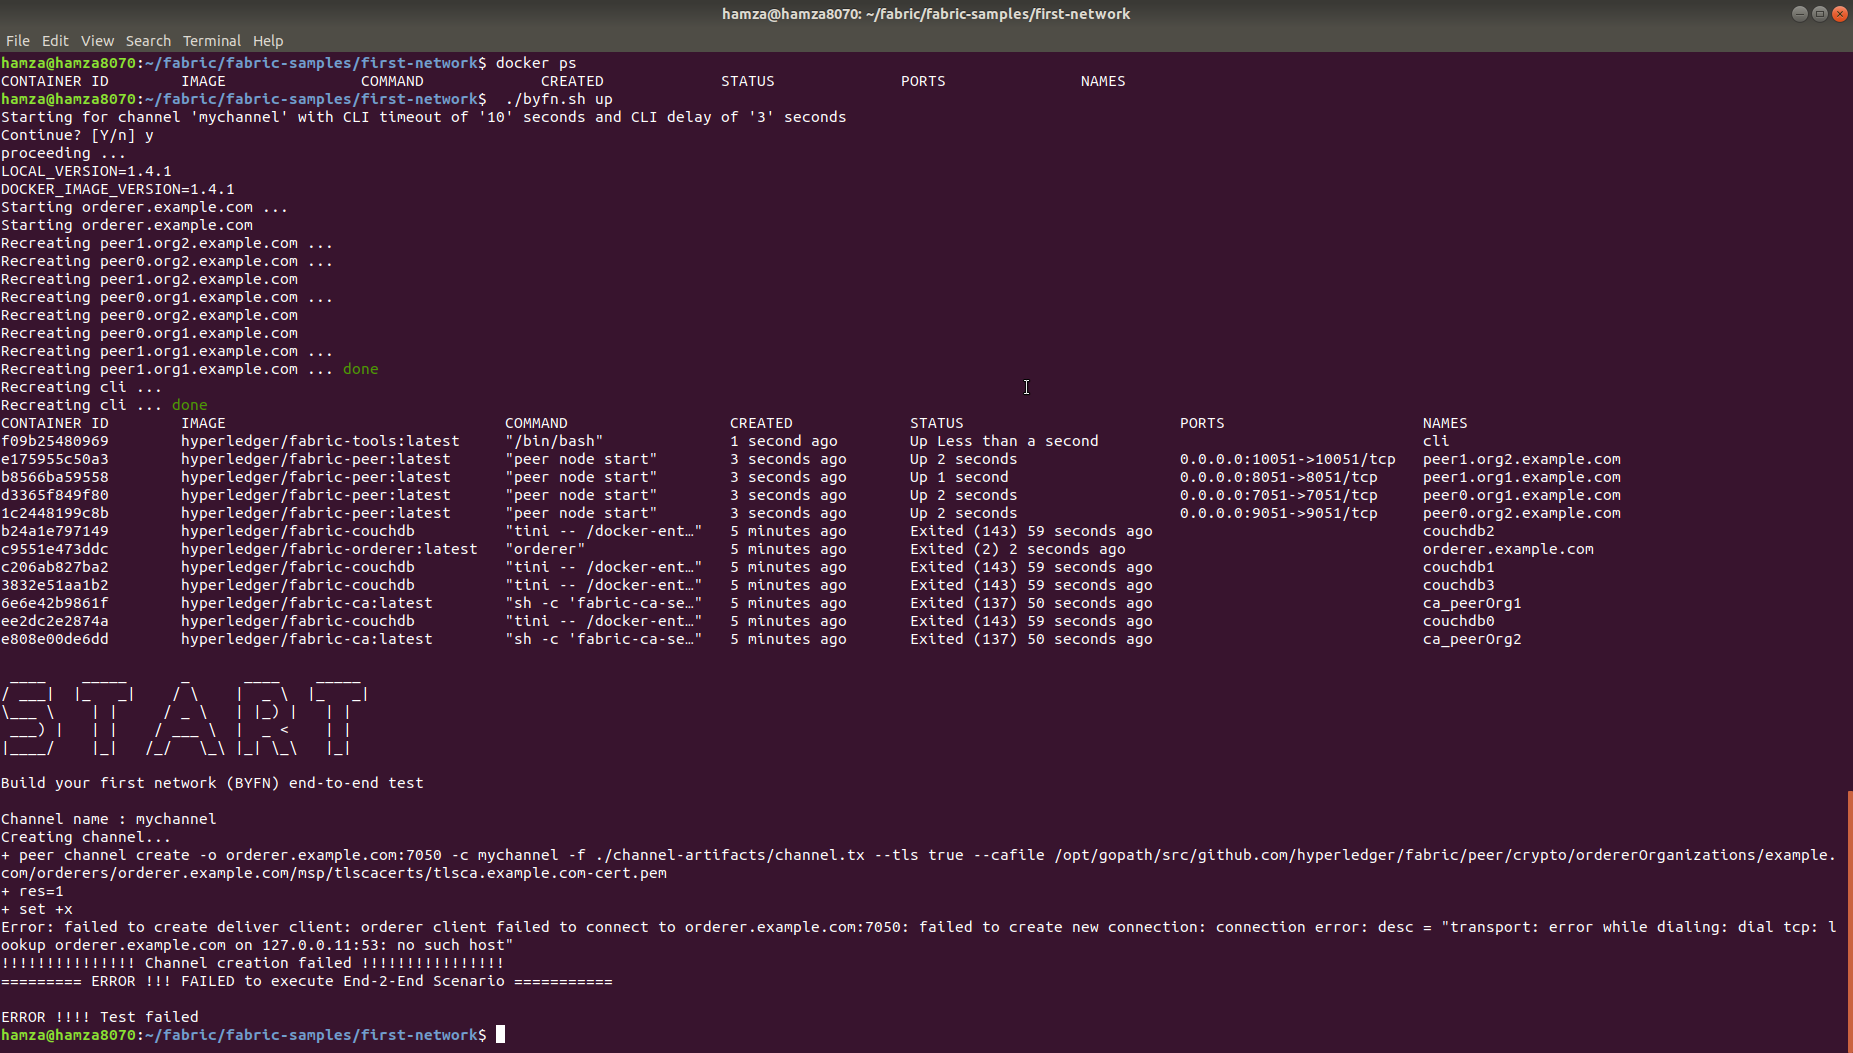 hamza@hamza8070: ~/fabric/fabric-samples/first-network
File Edit View Search Terminal Help
hamza@hamza8070:~/fabric/fabric-samples/first-network$ docker ps
CONTAINER ID        IMAGE               COMMAND             CREATED             STATUS              PORTS               NAMES
hamza@hamza8070:~/fabric/fabric-samples/first-network$  ./byfn.sh up
Starting for channel 'mychannel' with CLI timeout of '10' seconds and CLI delay of '3' seconds
Continue? [Y/n] y
proceeding ...
LOCAL_VERSION=1.4.1
DOCKER_IMAGE_VERSION=1.4.1
Starting orderer.example.com ...
Starting orderer.example.com
Recreating peer1.org2.example.com ...
Recreating peer0.org2.example.com ...
Recreating peer1.org2.example.com
Recreating peer0.org1.example.com ...
Recreating peer0.org2.example.com
Recreating peer0.org1.example.com
Recreating peer1.org1.example.com ...
Recreating peer1.org1.example.com ... done
Recreating cli ...
Recreating cli ... done
CONTAINER ID        IMAGE                               COMMAND                  CREATED             STATUS                        PORTS                      NAMES
f09b25480969        hyperledger/fabric-tools:latest     "/bin/bash"              1 second ago        Up Less than a second                                    cli
e175955c50a3        hyperledger/fabric-peer:latest      "peer node start"        3 seconds ago       Up 2 seconds                  0.0.0.0:10051->10051/tcp   peer1.org2.example.com
b8566ba59558        hyperledger/fabric-peer:latest      "peer node start"        3 seconds ago       Up 1 second                   0.0.0.0:8051->8051/tcp     peer1.org1.example.com
d3365f849f80        hyperledger/fabric-peer:latest      "peer node start"        3 seconds ago       Up 2 seconds                  0.0.0.0:7051->7051/tcp     peer0.org1.example.com
1c2448199c8b        hyperledger/fabric-peer:latest      "peer node start"        3 seconds ago       Up 2 seconds                  0.0.0.0:9051->9051/tcp     peer0.org2.example.com
b24a1e797149        hyperledger/fabric-couchdb          "tini -- /docker-ent…"   5 minutes ago       Exited (143) 59 seconds ago                              couchdb2
c9551e473ddc        hyperledger/fabric-orderer:latest   "orderer"                5 minutes ago       Exited (2) 2 seconds ago                                 orderer.example.com
c206ab827ba2        hyperledger/fabric-couchdb          "tini -- /docker-ent…"   5 minutes ago       Exited (143) 59 seconds ago                              couchdb1
3832e51aa1b2        hyperledger/fabric-couchdb          "tini -- /docker-ent…"   5 minutes ago       Exited (143) 59 seconds ago                              couchdb3
6e6e42b9861f        hyperledger/fabric-ca:latest        "sh -c 'fabric-ca-se…"   5 minutes ago       Exited (137) 50 seconds ago                              ca_peerOrg1
ee2dc2e2874a        hyperledger/fabric-couchdb          "tini -- /docker-ent…"   5 minutes ago       Exited (143) 59 seconds ago                              couchdb0
e808e00de6dd        hyperledger/fabric-ca:latest        "sh -c 'fabric-ca-se…"   5 minutes ago       Exited (137) 50 seconds ago                              ca_peerOrg2
START
Build your first network (BYFN) end-to-end test
Channel name : mychannel
Creating channel...
+ peer channel create -o orderer.example.com:7050 -c mychannel -f ./channel-artifacts/channel.tx --tls true --cafile /opt/gopath/src/github.com/hyperledger/fabric/peer/crypto/ordererOrganizations/example.
com/orderers/orderer.example.com/msp/tlscacerts/tlsca.example.com-cert.pem
+ res=1
+ set +x
Error: failed to create deliver client: orderer client failed to connect to orderer.example.com:7050: failed to create new connection: connection error: desc = "transport: error while dialing: dial tcp: l
ookup orderer.example.com on 127.0.0.11:53: no such host"
!!!!!!!!!!!!!!! Channel creation failed !!!!!!!!!!!!!!!!
========= ERROR !!! FAILED to execute End-2-End Scenario ===========
ERROR !!!! Test failed
hamza@hamza8070:~/fabric/fabric-samples/first-network$